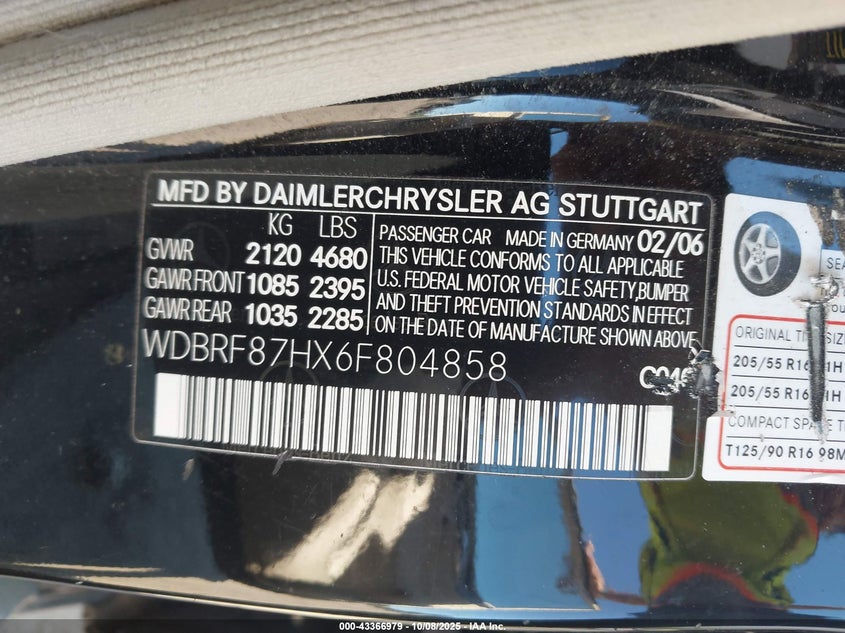 MFD BY DAIMLERCHRYSLER AG STUTTGART
KG LBS
GVWR 2120 4680
GAWR FRONT 1085 2395
GAWR REAR 1035 2285
PASSENGER CAR MADE IN GERMANY 02/06
THIS VEHICLE CONFORMS TO ALL APPLICABLE
U.S. FEDERAL MOTOR VEHICLE SAFETY,BUMPER
AND THEFT PREVENTION STANDARDS IN EFFECT
ON THE DATE OF MANUFACTURE SHOWN ABOVE
WDBRF87HX6F804858
ORIGINAL
205/55 R16
205/55 R16
COMPACT
T125/90 R16 98M
000-43366979 - 10/08/2025 - IAA Inc.